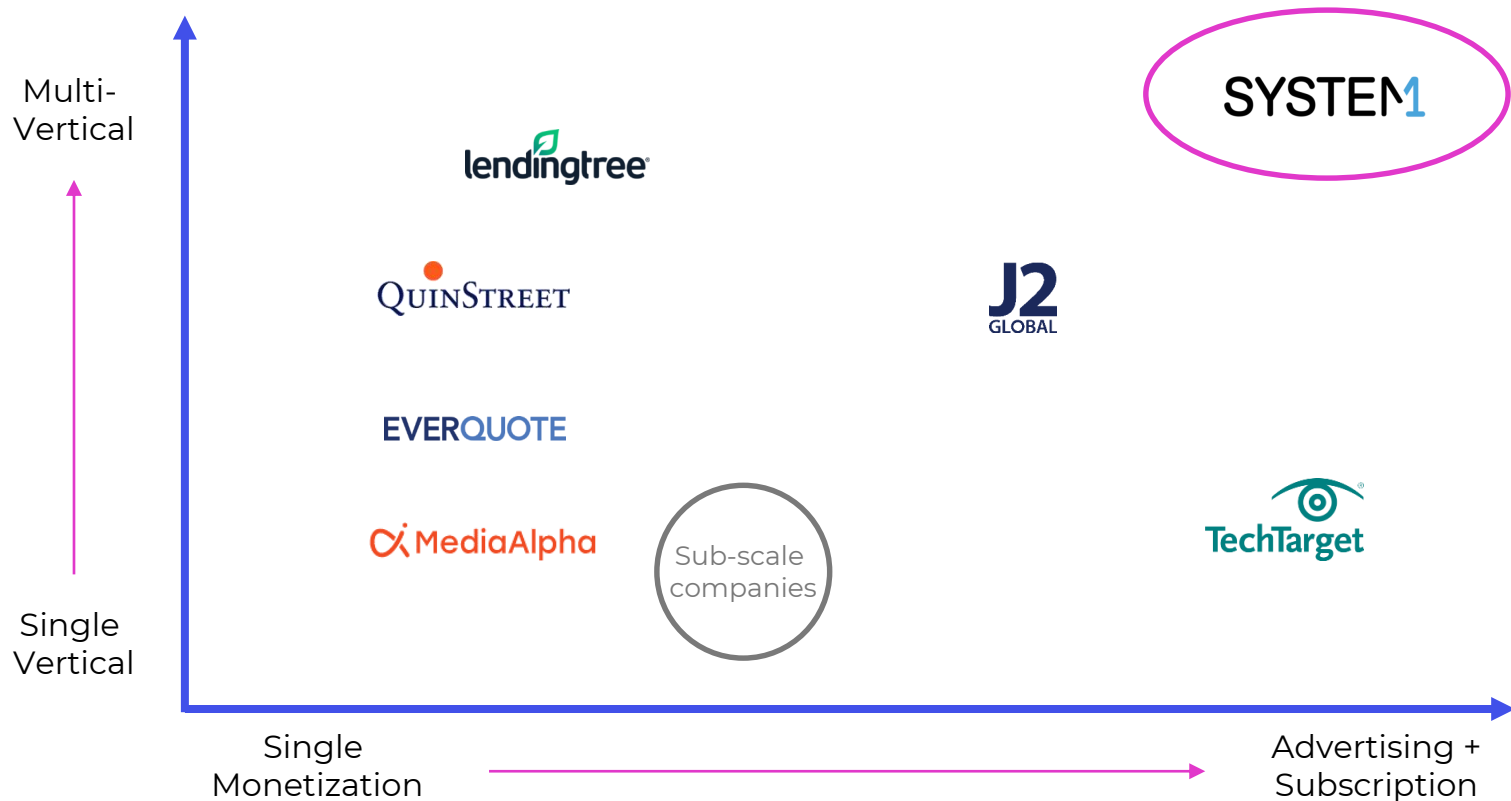 Multi-
Vertical
SYSTEM1
lendingtree®
QUINSTREET
J2
GLOBAL
EVERQUOTE
MediaAlpha
Sub-scale
companies
TechTarget®
Single
Vertical
Single
Monetization
Advertising +
Subscription